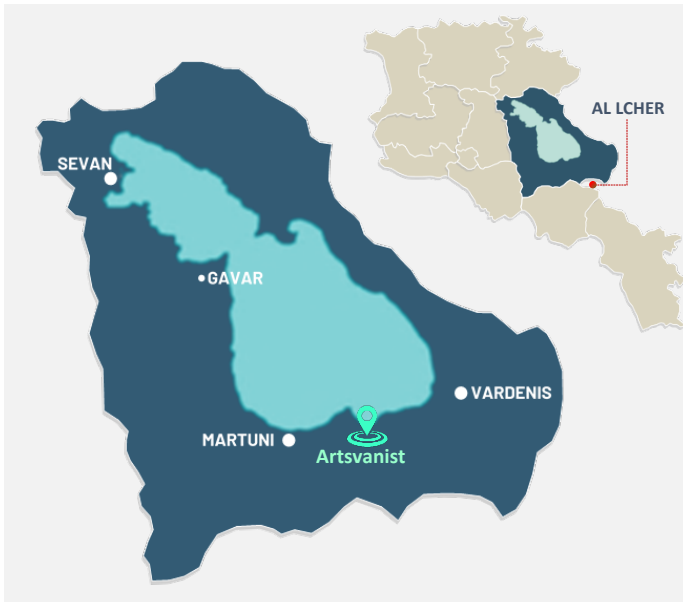 AL LCHER
SEVAN
GAVAR
VARDENIS
MARTUNI
Artsvanist